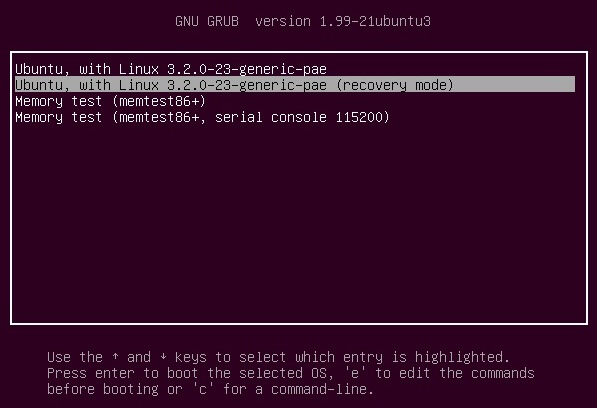 GNU GRUB  version 1.99-21ubuntu3
Ubuntu, with Linux 3.2.0-23-generic-pae
Ubuntu, with Linux 3.2.0-23-generic-pae (recovery mode)
Memory test (memtest86+)
Memory test (memtest86+, serial console 115200)
Use the ↑ and ↓ keys to select which entry is highlighted.
Press enter to boot the selected OS, 'e' to edit the commands
before booting or 'c' for a command-line.